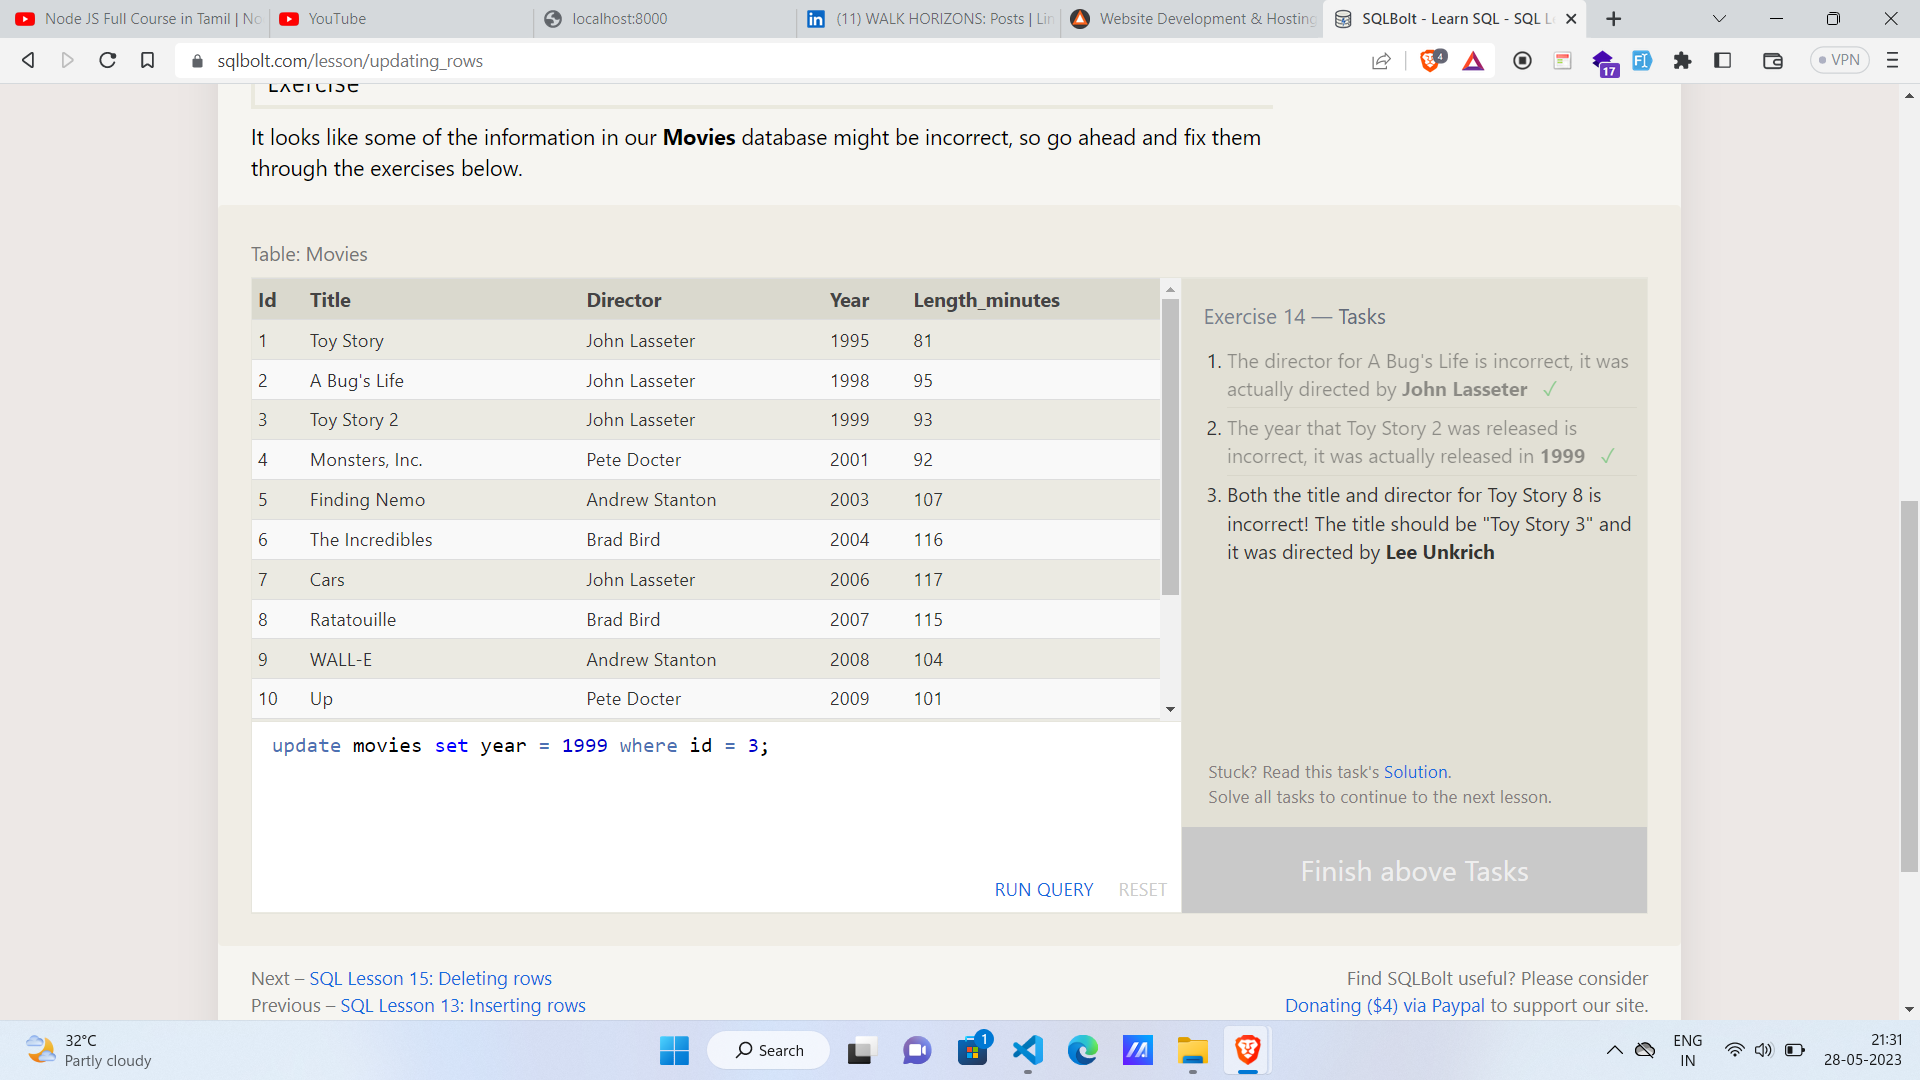 Node JS Full Course in Tamil | No
YouTube
localhost:8000
(11) WALK HORIZONS: Posts | Lin
Website Development & Hosting
SQLBolt - Learn SQL - SQL Le
sqlbolt.com/lesson/updating_rows
4
17
VPN
Exercise
It looks like some of the information in our Movies database might be incorrect, so go ahead and fix them
through the exercises below.
Table: Movies
Id Title Director Year Length_minutes
1 Toy Story John Lasseter 1995 81
2 A Bug's Life John Lasseter 1998 95
3 Toy Story 2 John Lasseter 1999 93
4 Monsters, Inc. Pete Docter 2001 92
5 Finding Nemo Andrew Stanton 2003 107
6 The Incredibles Brad Bird 2004 116
7 Cars John Lasseter 2006 117
8 Ratatouille Brad Bird 2007 115
9 WALL-E Andrew Stanton 2008 104
10 Up Pete Docter 2009 101
update movies set year = 1999 where id = 3;
RUN QUERY RESET
Exercise 14 — Tasks
1. The director for A Bug's Life is incorrect, it was
actually directed by John Lasseter ✓
2. The year that Toy Story 2 was released is
incorrect, it was actually released in 1999 ✓
3. Both the title and director for Toy Story 8 is
incorrect! The title should be "Toy Story 3" and
it was directed by Lee Unkrich
Stuck? Read this task's Solution.
Solve all tasks to continue to the next lesson.
Finish above Tasks
Next – SQL Lesson 15: Deleting rows
Previous – SQL Lesson 13: Inserting rows
Find SQLBolt useful? Please consider
Donating ($4) via Paypal to support our site.
32°C
Partly cloudy
Search
1
ENG
IN
21:31
28-05-2023